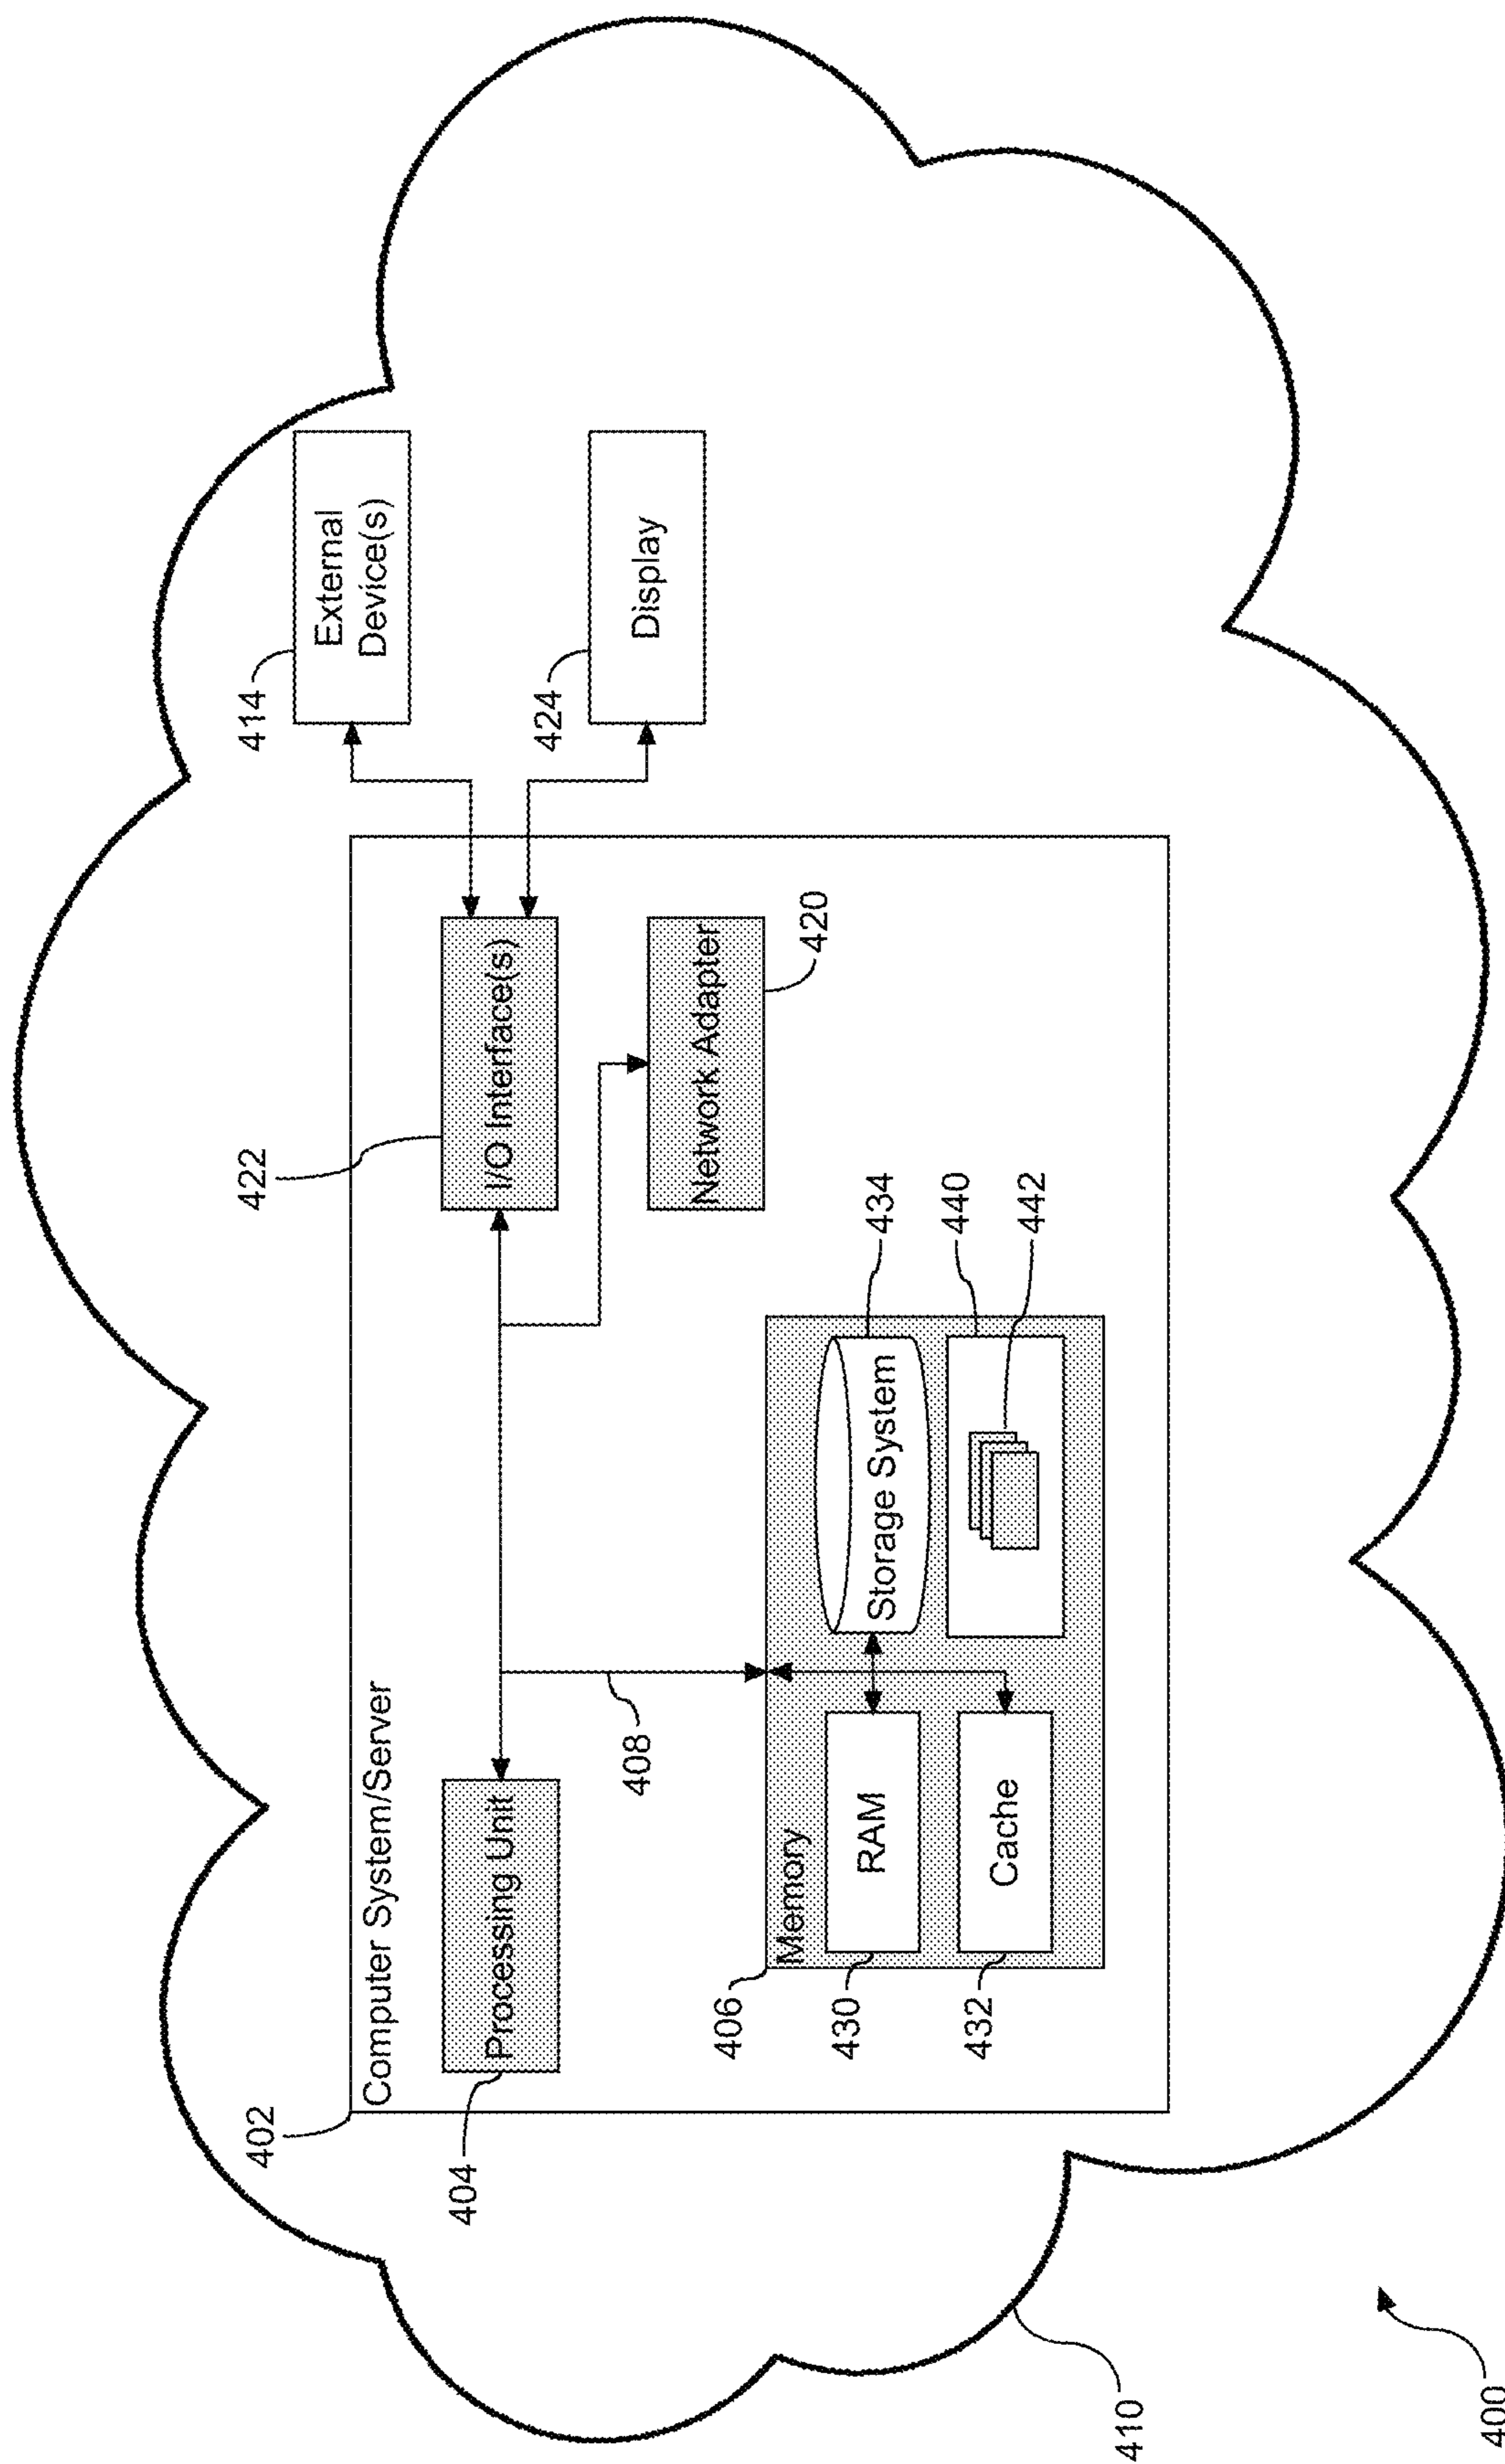 402
Computer System/Server
404
Processing Unit
422
I/O Interface(s)
414
External
Device(s)
408
424
Display
Network Adapter
420
406
Memory
430
RAM
Storage System
434
432
Cache
440
442
410
400